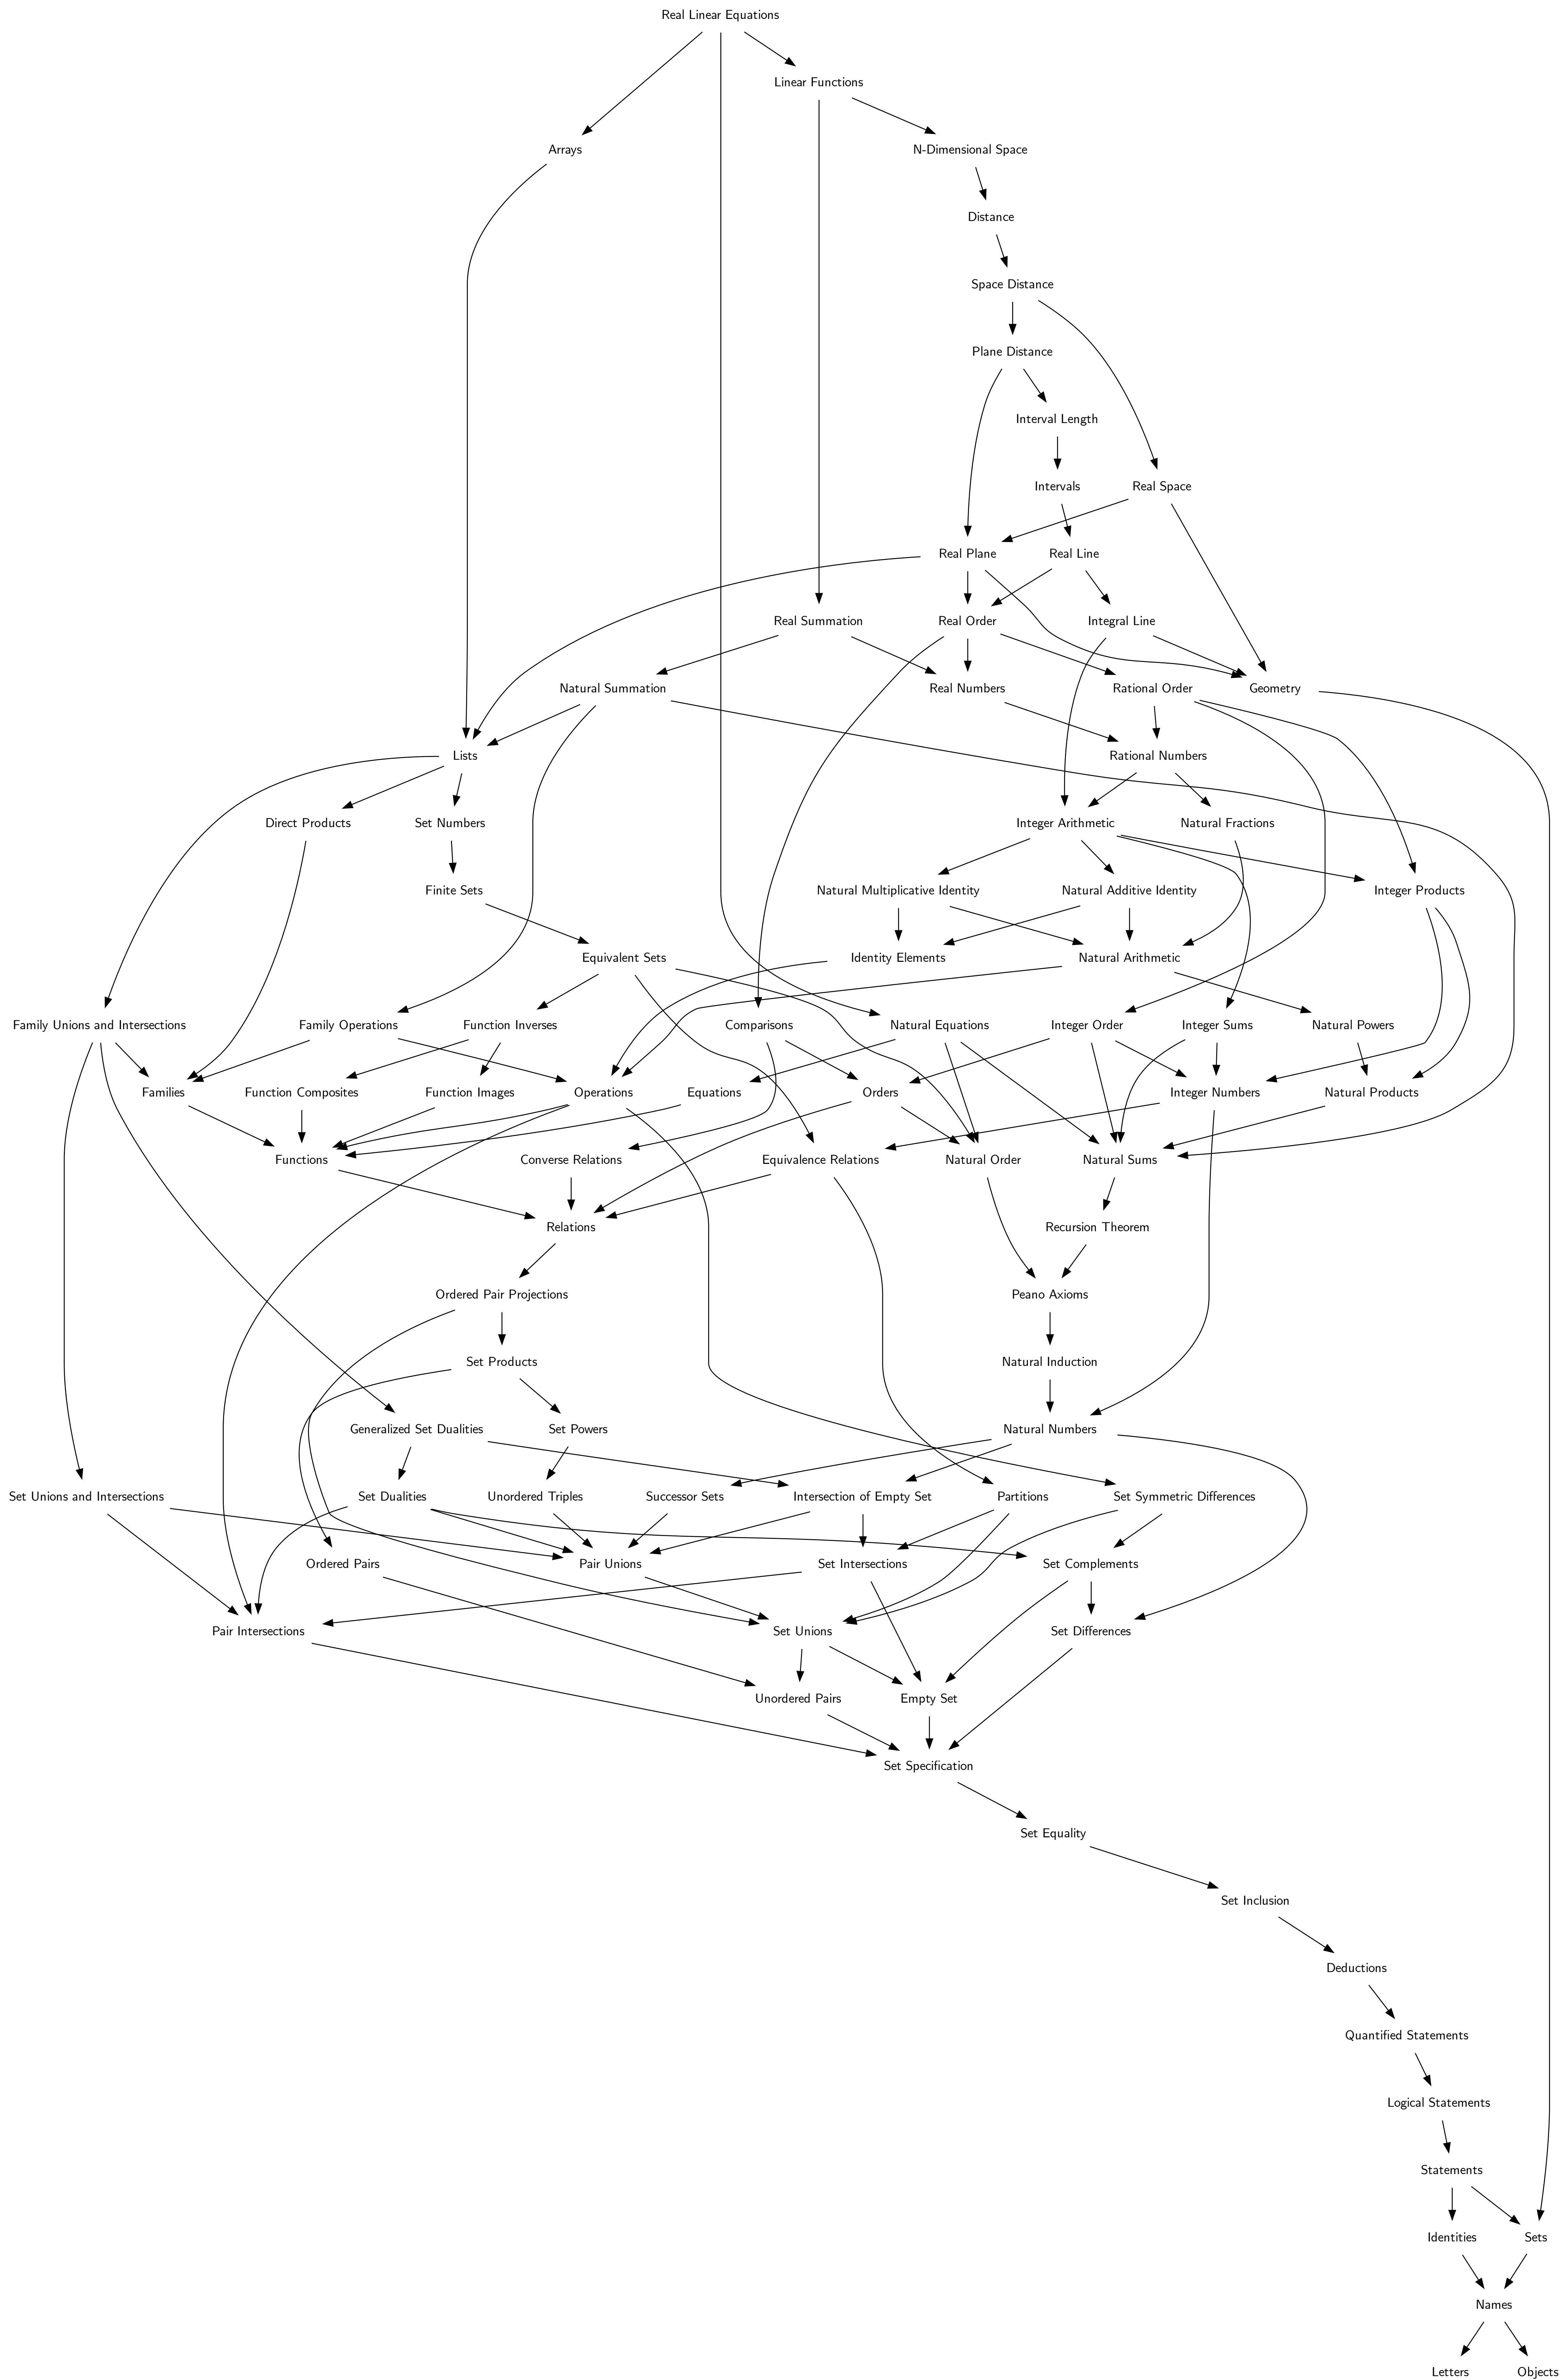 Real Linear Equations
Linear Functions
Arrays
N-Dimensional Space
Distance
Space Distance
Plane Distance
Interval Length
Intervals
Real Space
Real Plane
Real Line
Real Summation
Real Order
Integral Line
Natural Summation
Real Numbers
Rational Order
Geometry
Lists
Rational Numbers
Direct Products
Set Numbers
Integer Arithmetic
Natural Fractions
Finite Sets
Natural Multiplicative Identity
Natural Additive Identity
Integer Products
Equivalent Sets
Identity Elements
Natural Arithmetic
Family Unions and Intersections
Family Operations
Function Inverses
Comparisons
Natural Equations
Integer Order
Integer Sums
Natural Powers
Families
Function Composites
Function Images
Operations
Equations
Orders
Integer Numbers
Natural Products
Functions
Converse Relations
Equivalence Relations
Natural Order
Natural Sums
Relations
Recursion Theorem
Ordered Pair Projections
Peano Axioms
Set Products
Natural Induction
Generalized Set Dualities
Set Powers
Natural Numbers
Set Unions and Intersections
Set Dualities
Unordered Triples
Successor Sets
Intersection of Empty Set
Partitions
Set Symmetric Differences
Ordered Pairs
Pair Unions
Set Intersections
Set Complements
Pair Intersections
Set Unions
Set Differences
Unordered Pairs
Empty Set
Set Specification
Set Equality
Set Inclusion
Deductions
Quantified Statements
Logical Statements
Statements
Identities
Sets
Names
Letters
Objects